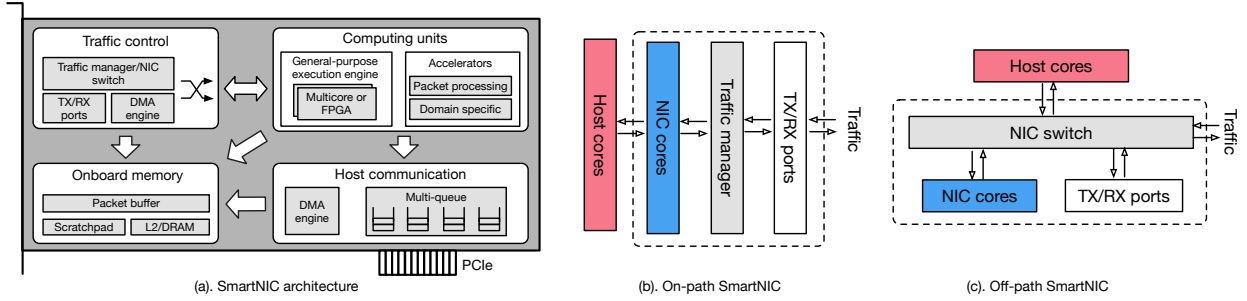 Traffic control
Traffic manager/NIC
switch
TX/RX
ports
DMA
engine
Computing units
General-purpose
execution engine
Multicore or
FPGA
Accelerators
Packet processing
Domain specific
Onboard memory
Packet buffer
Scratchpad
L2/DRAM
Host communication
DMA
engine
Multi-queue
PCIe
(a). SmartNIC architecture
Host cores
NIC cores
Traffic manager
TX/RX ports
Traffic
(b). On-path SmartNIC
Host cores
NIC switch
Traffic
NIC cores
TX/RX ports
(c). Off-path SmartNIC